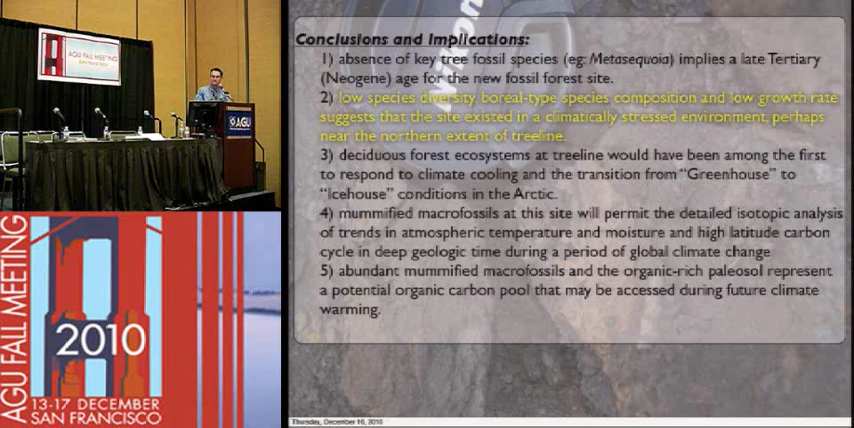 AGU FALL MEETING
SAN FRANCISCO
AGU
AGU FALL MEETING
2010
13-17 DECEMBER
SAN FRANCISCO
Conclusions and Implications:
1) absence of key tree fossil species (eg: Metasequoia) implies a late Tertiary
(Neogene) age for the new fossil forest site.
2) low species diversity, boreal-type species composition and low growth rate
suggests that the site existed in a climatically stressed environment, perhaps
near the northern extent of treeline.
3) deciduous forest ecosystems at treeline would have been among the first
to respond to climate cooling and the transition from "Greenhouse" to
"Icehouse" conditions in the Arctic.
4) mummified macrofossils at this site will permit the detailed isotopic analysis
of trends in atmospheric temperature and moisture and high latitude carbon
cycle in deep geologic time during a period of global climate change
5) abundant mummified macrofossils and the organic-rich paleosol represent
a potential organic carbon pool that may be accessed during future climate
warming.
Thursday, December 16, 2010